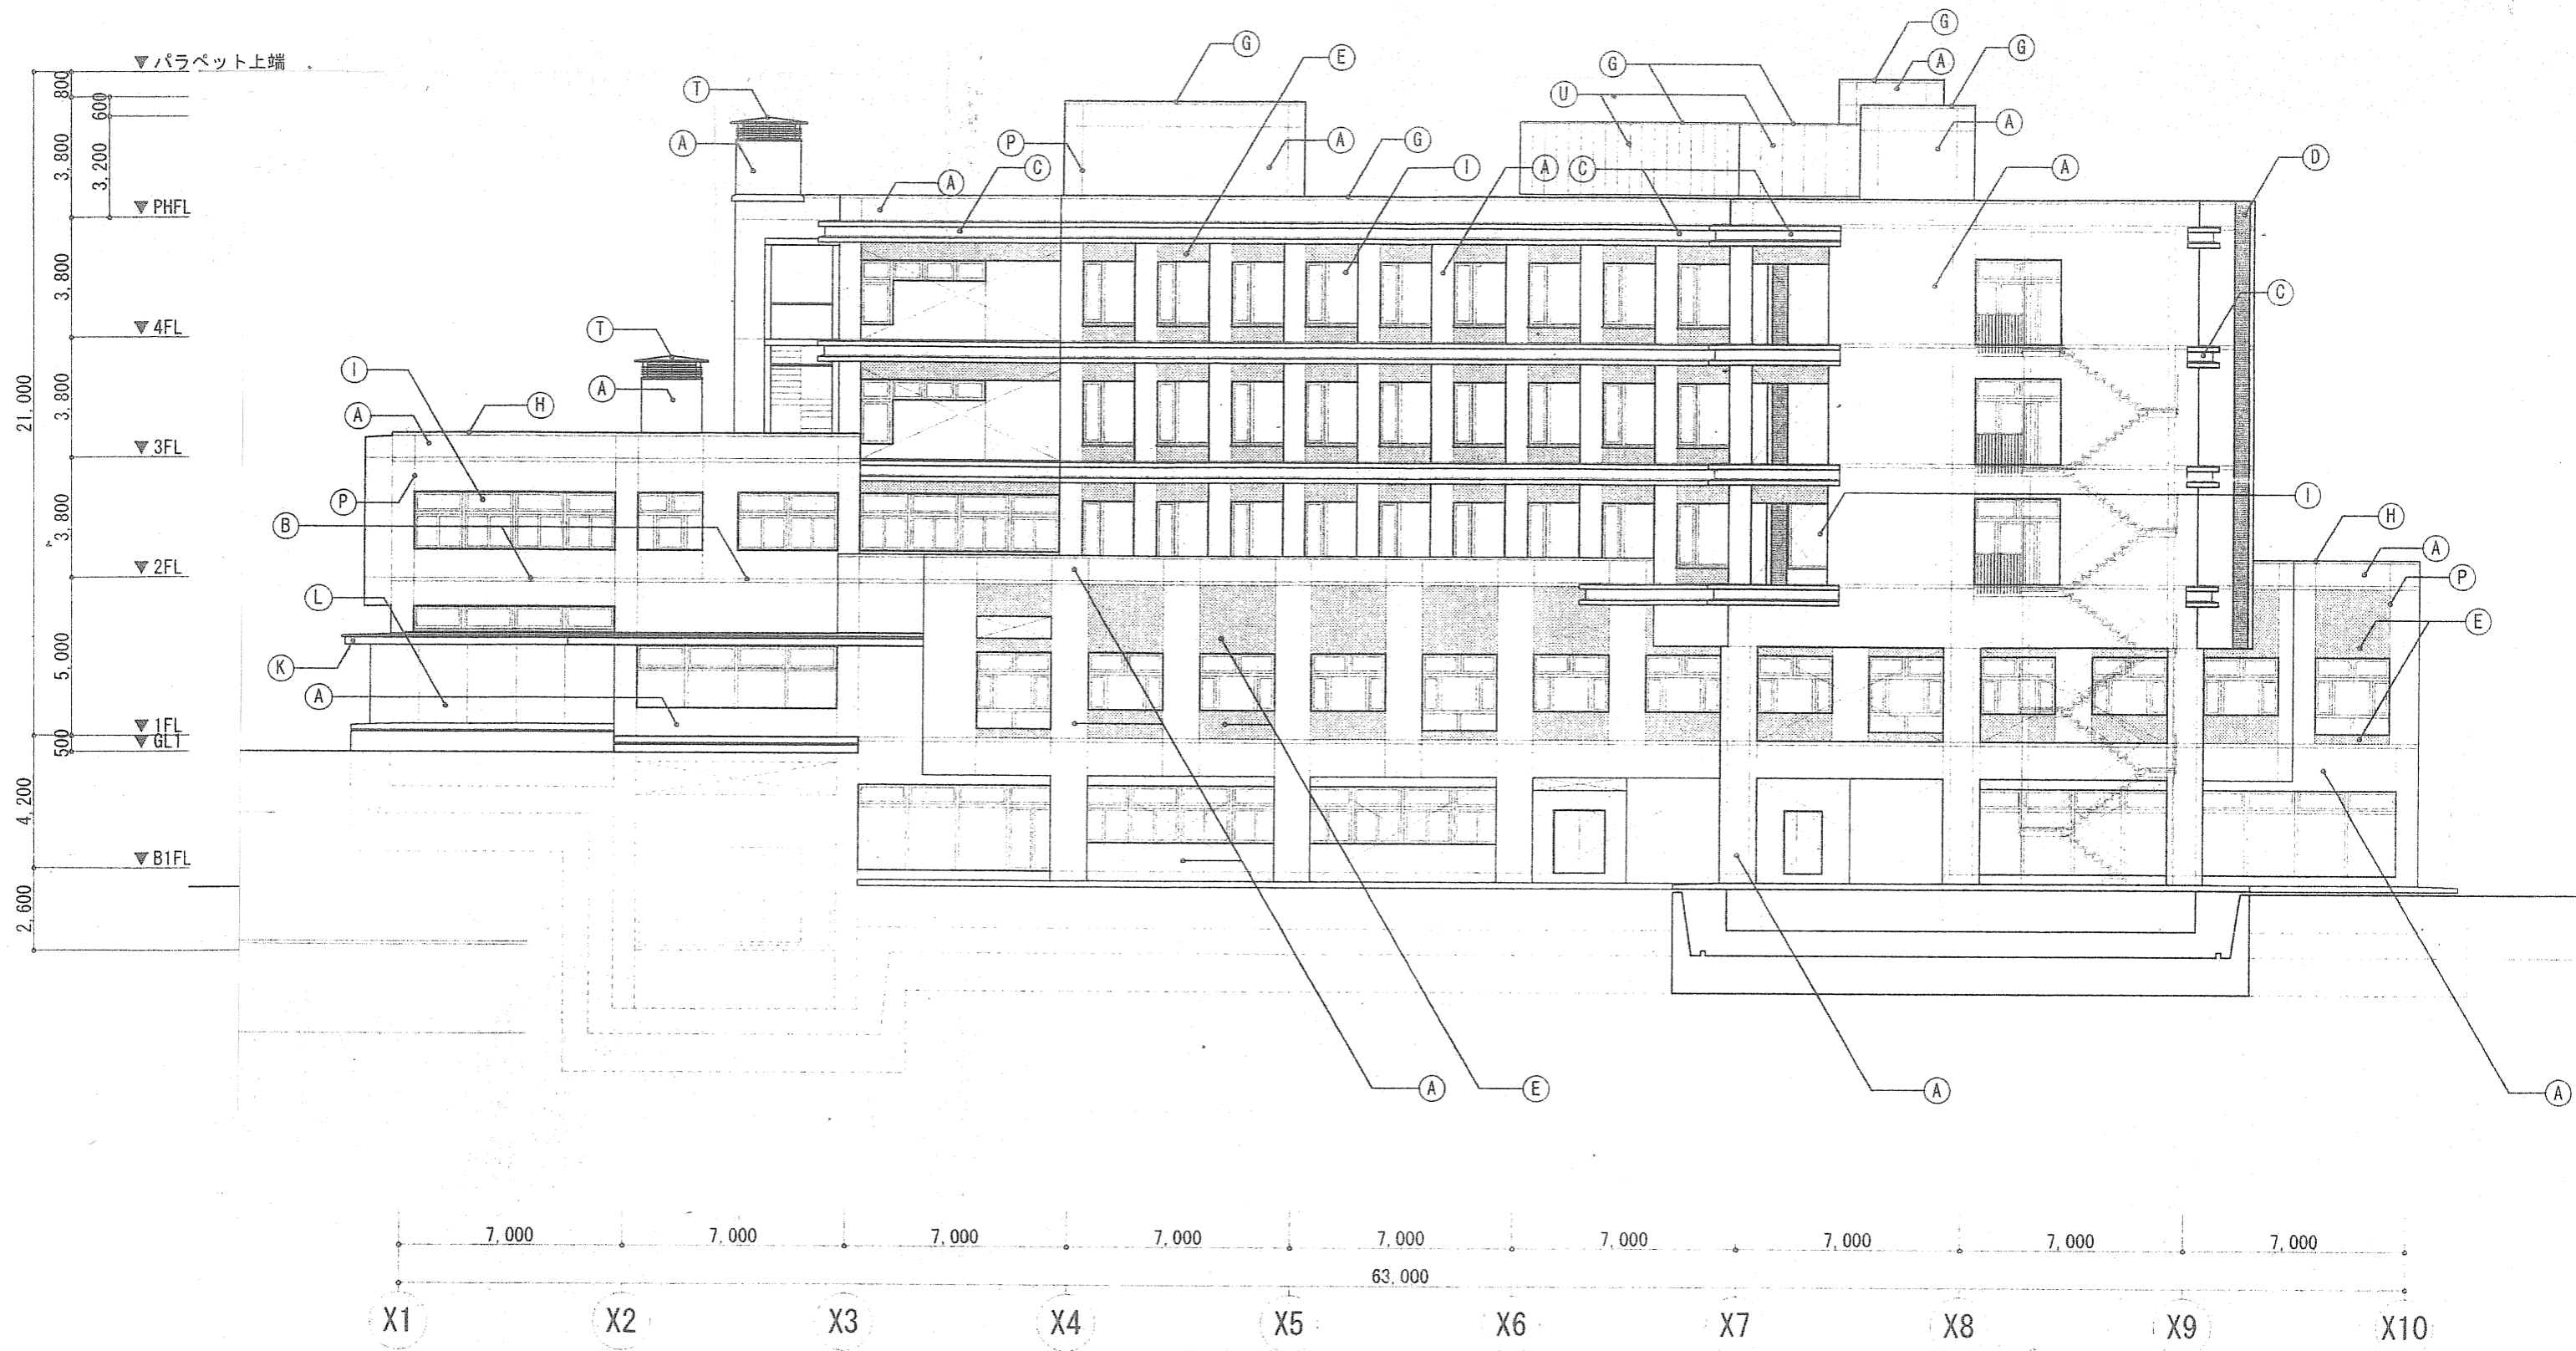 ▼パラペット上端
800
600
3,800
3,200
▼PHFL
3,800
▼4FL
21,000
3,800
▼3FL
3,800
▼2FL
5,000
▼1FL
▼GL1
500
4,200
▼B1FL
2,600
G
G
G
E
G
A
T
U
A
A
P
A
G
A
D
A
C
I
A
C
A
C
T
I
A
H
A
P
I
B
H
A
L
P
E
K
A
A
E
A
A
7,000 7,000 7,000 7,000 7,000 7,000 7,000 7,000 7,000
63,000
X1 X2 X3 X4 X5 X6 X7 X8 X9 X10